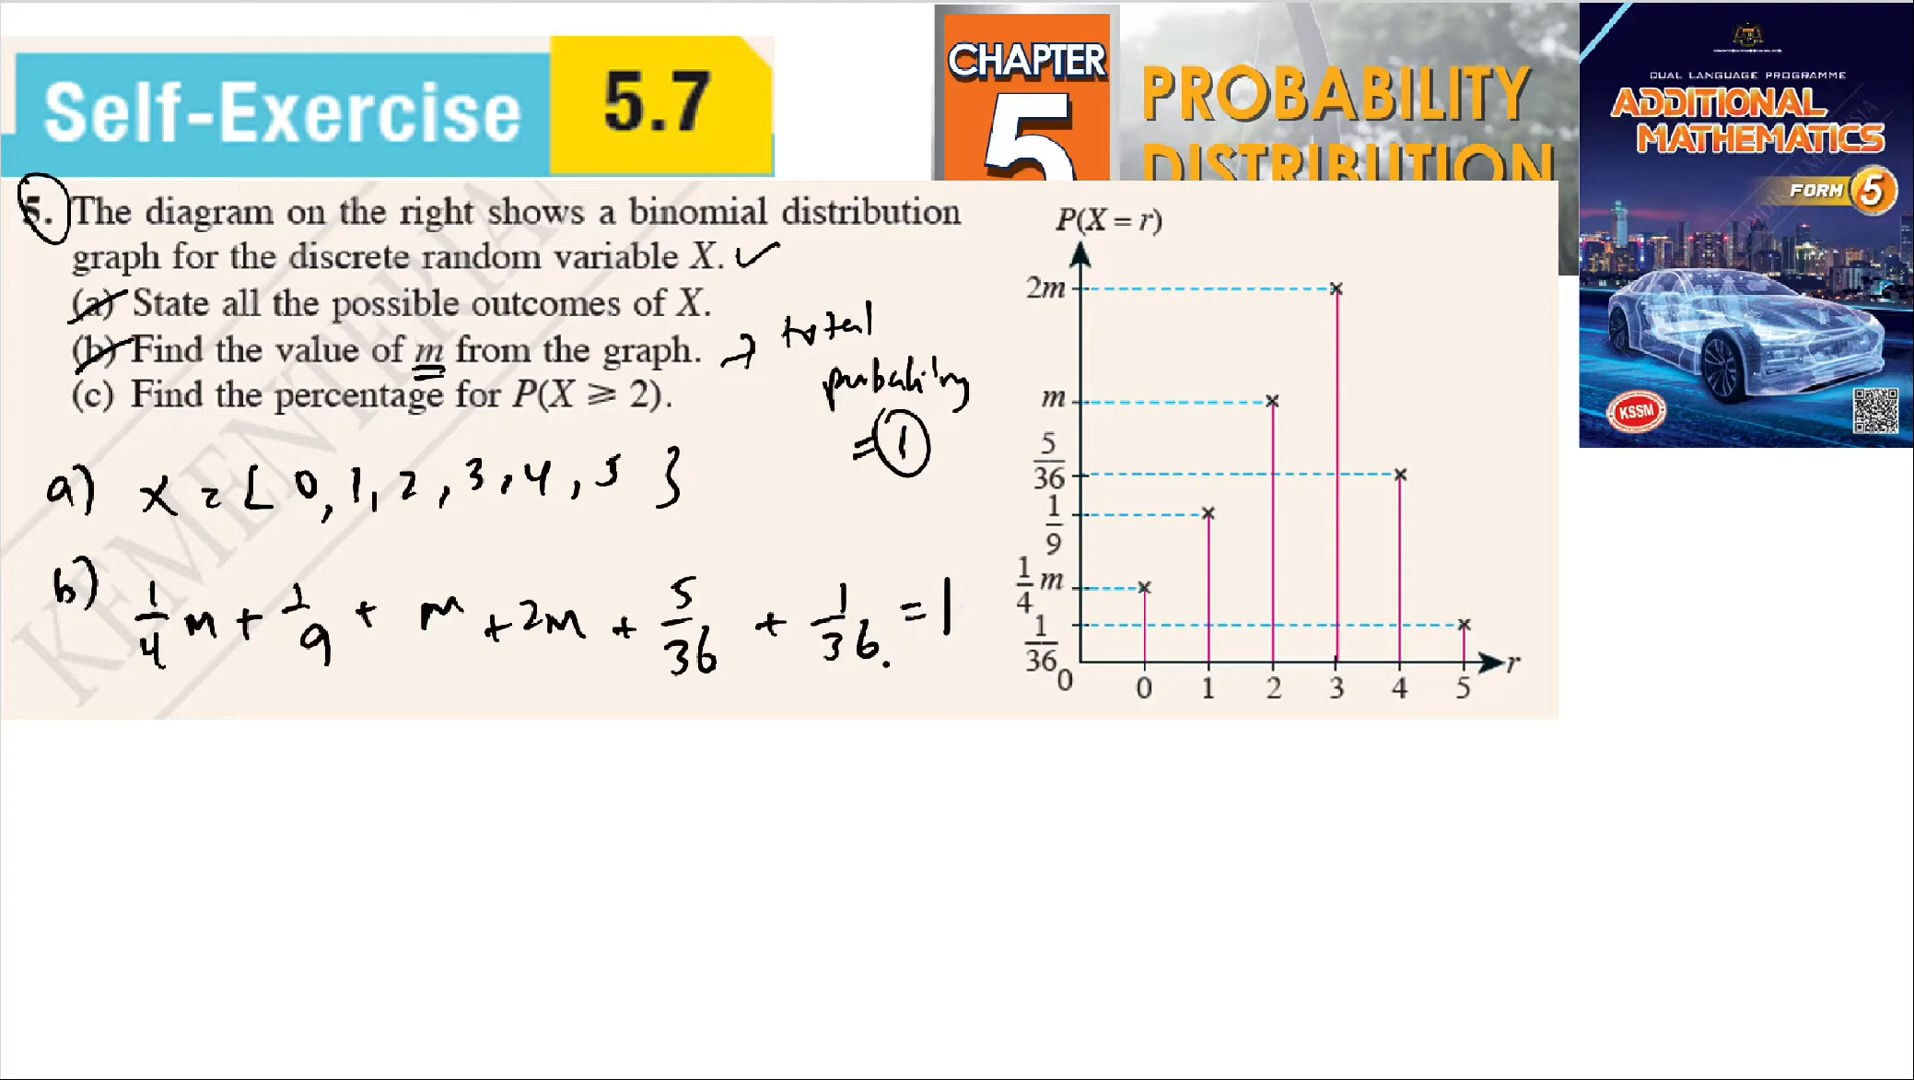 Self-Exercise 5.7
CHAPTER
5
PROBABILITY
DISTRIBUTION
DUAL LANGUAGE PROGRAMME
ADDITIONAL
MATHEMATICS
FORM 5
KSSM
5. The diagram on the right shows a binomial distribution
graph for the discrete random variable X. ✓
(a) State all the possible outcomes of X.
(b) Find the value of m from the graph. → total
probability
= 1
(c) Find the percentage for P(X ⩾ 2).
a) X = { 0, 1, 2, 3, 4, 5 }
b) 1/4 m + 1/9 + m + 2m + 5/36 + 1/36 = 1
P(X = r)
2m
m
5/36
1/9
1/4 m
1/36
0
0 1 2 3 4 5 r
KEMENTERIAN